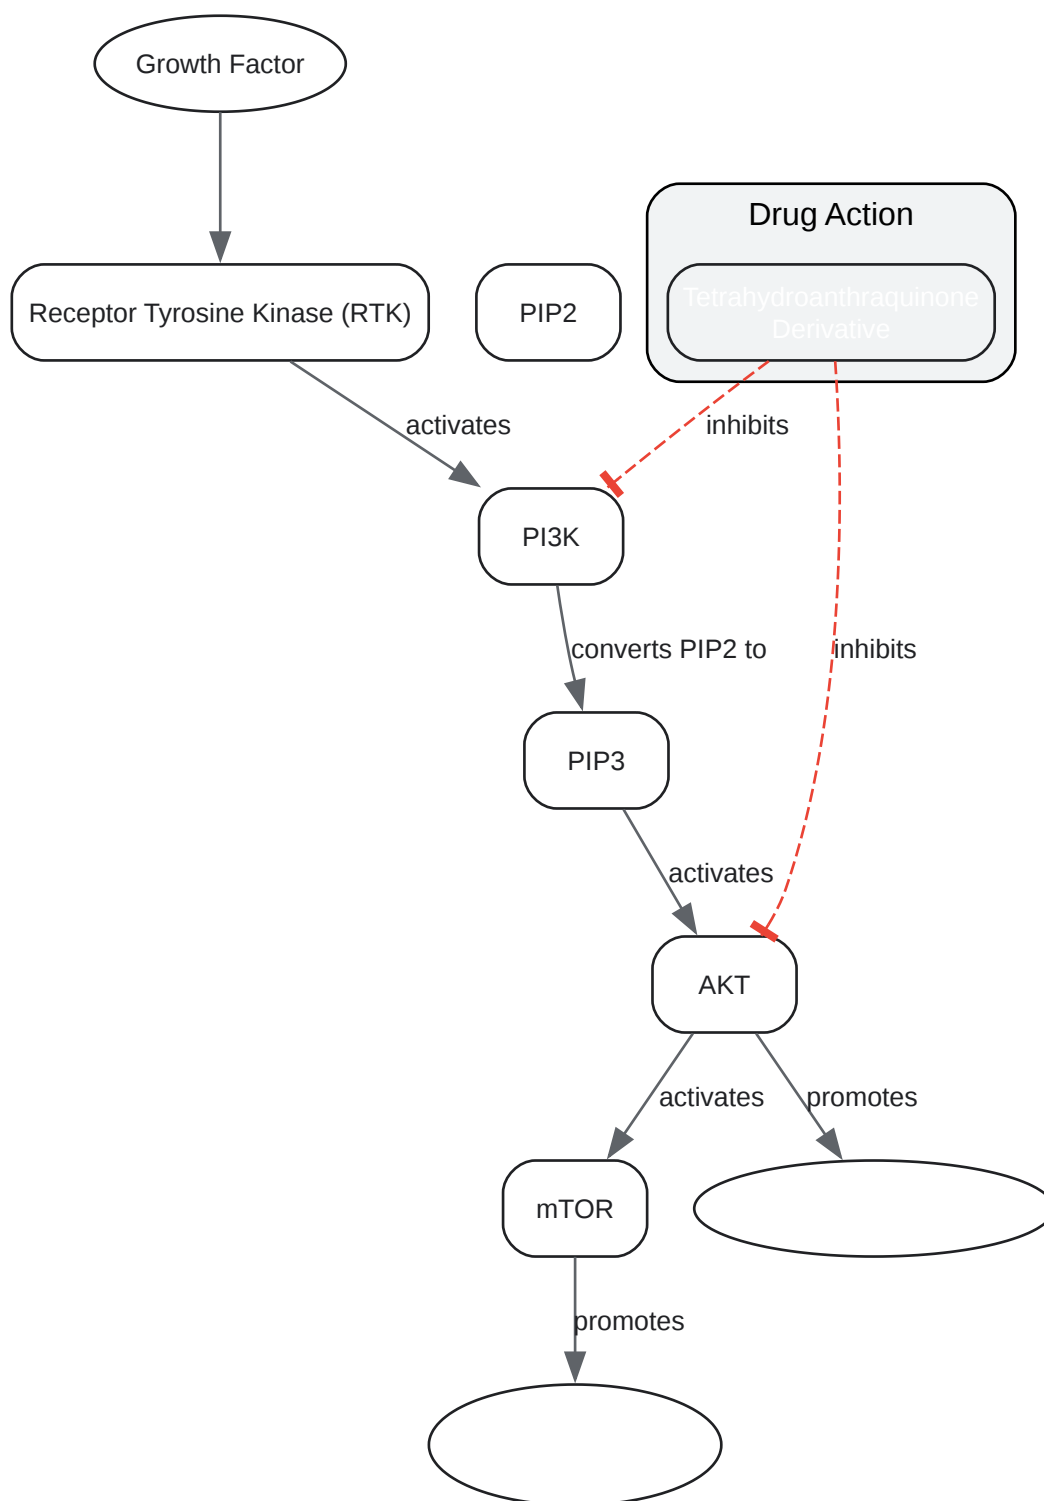 Growth Factor
Drug Action
Receptor Tyrosine Kinase (RTK)
PIP2
Tetrahydroanthraquinone
Derivative
activates
inhibits
PI3K
converts PIP2 to
inhibits
PIP3
activates
AKT
activates
promotes
mTOR
promotes